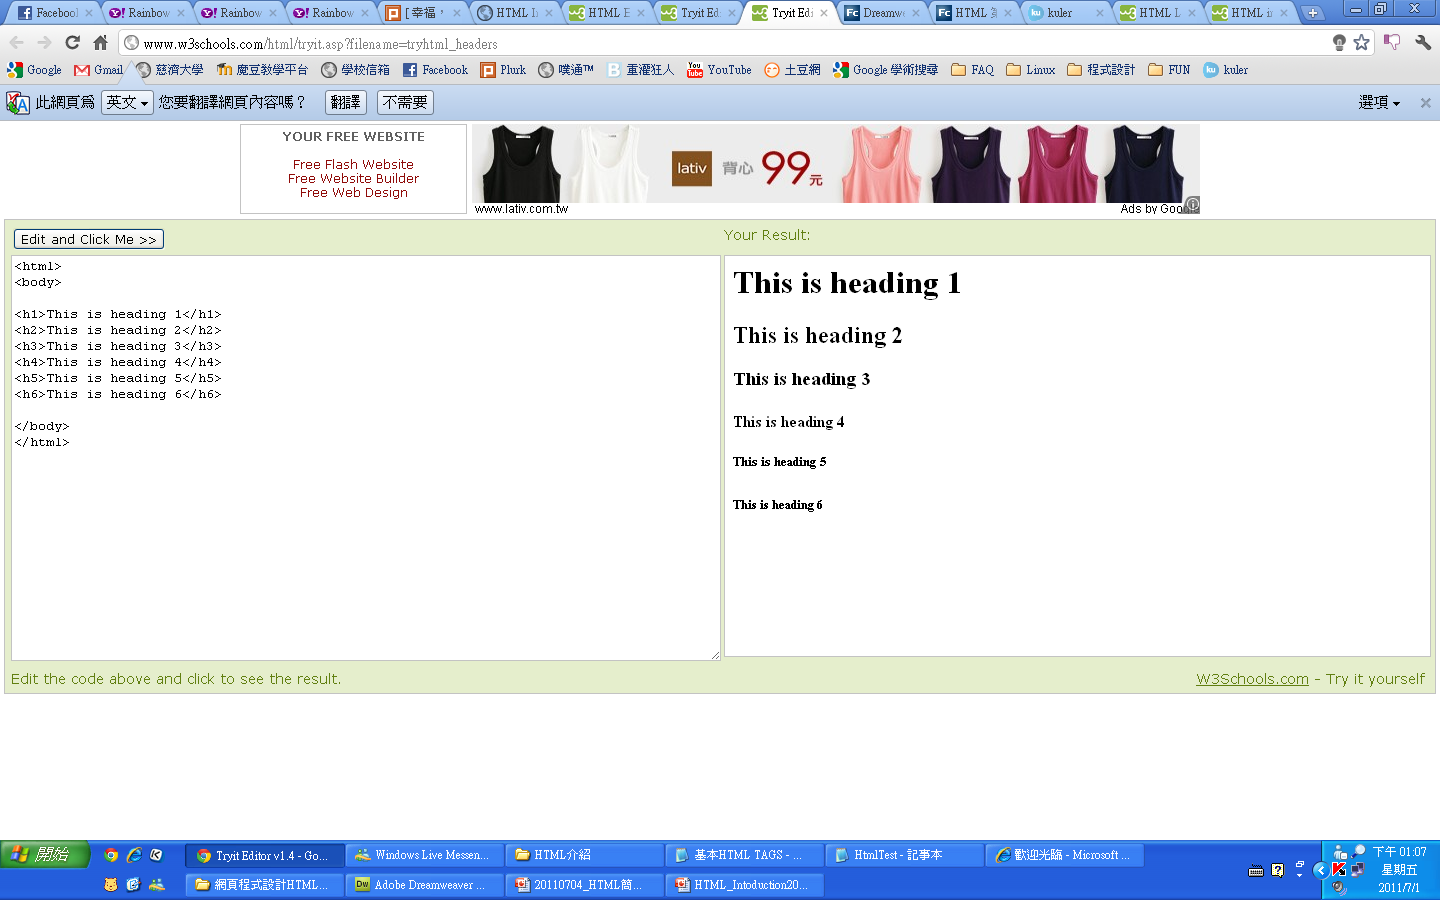 Facebool
Rainbow
Rainbow
Rainbow
[ 幸福，
HTML I
HTML E
Tryit Ed
Tryit Edi
Dreamwe
HTML
kuler
HTML L
HTML i
www.w3schools.com/html/tryit.asp?filename=tryhtml_headers
Google
Gmail
慈濟大學
魔豆教學平台
學校信箱
Facebook
Plurk
噗通™
重灌狂人
YouTube
土豆網
Google 學術搜尋
FAQ
Linux
程式設計
FUN
kuler
此網頁為 英文 您要翻譯網頁內容嗎？ 翻譯 不需要 選項
YOUR FREE WEBSITE
Free Flash Website
Free Website Builder
Free Web Design
lativ 背心 99元
www.lativ.com.tw
Ads by Goo
Edit and Click Me >>
Your Result:
<html>
<body>
<h1>This is heading 1</h1>
<h2>This is heading 2</h2>
<h3>This is heading 3</h3>
<h4>This is heading 4</h4>
<h5>This is heading 5</h5>
<h6>This is heading 6</h6>
</body>
</html>
This is heading 1
This is heading 2
This is heading 3
This is heading 4
This is heading 5
This is heading 6
Edit the code above and click to see the result.
W3Schools.com - Try it yourself
開始
Tryit Editor v1.4 - Go...
Windows Live Messen...
HTML介紹
基本HTML TAGS - ...
HtmlTest - 記事本
歡迎光臨 - Microsoft ...
網頁程式設計HTML...
Adobe Dreamweaver ...
20110704_HTML簡...
HTML_Intoduction20...
下午 01:07
星期五
2011/7/1